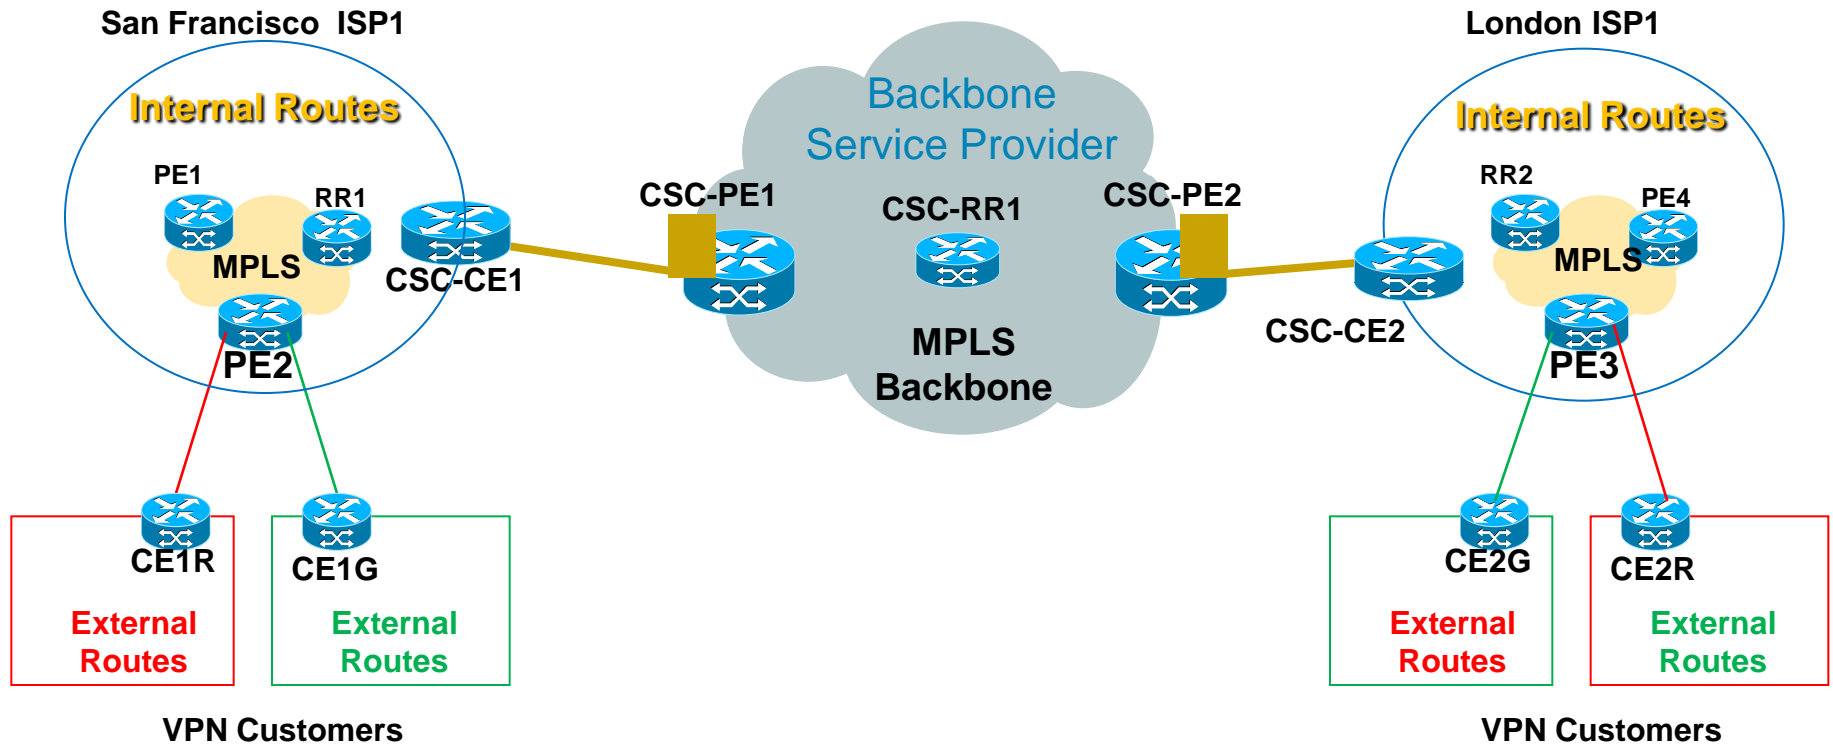 San Francisco  ISP1
London ISP1
Internal Routes
Backbone
Service Provider
Internal Routes
PE1
RR1
CSC-PE1
CSC-RR1
CSC-PE2
RR2
PE4
MPLS
CSC-CE1
MPLS
CSC-CE2
MPLS
Backbone
PE2
PE3
CE1R
CE1G
CE2G
CE2R
External
Routes
External
Routes
External
Routes
External
Routes
VPN Customers
VPN Customers